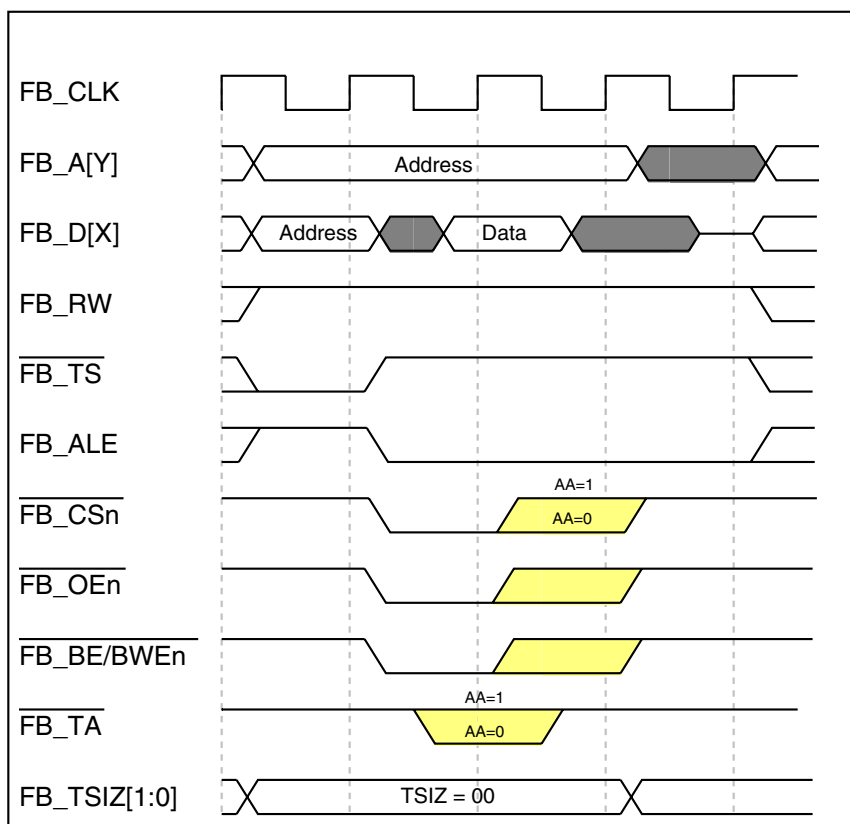 FB_CLK
FB_A[Y]
Address
FB_D[X]
Address
Data
FB_RW
FB_TS
FB_ALE
AA=1
FB_CSn
AA=0
FB_OEn
FB_BE/BWEn
AA=1
FB_TA
AA=0
FB_TSIZ[1:0]
TSIZ = 00